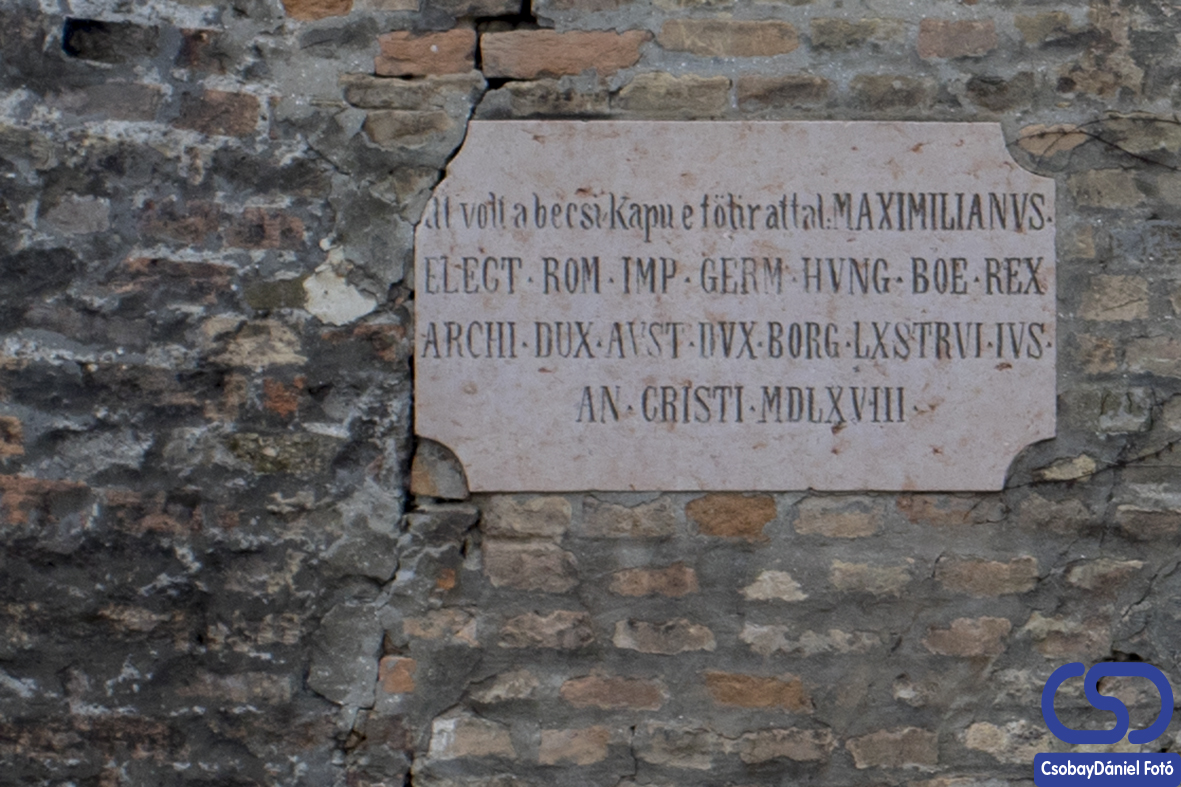 itt volt a becsi Kapu e föhirattal: MAXIMILIANVS·
ELECT · ROM · IMP · GERM · HVNG · BOE · REX
ARCHI · DUX · AVST · DVX · BORG · LXSTRVI · IVS·
AN · CRISTI · MDLXVIII
CsobayDániel Fotó